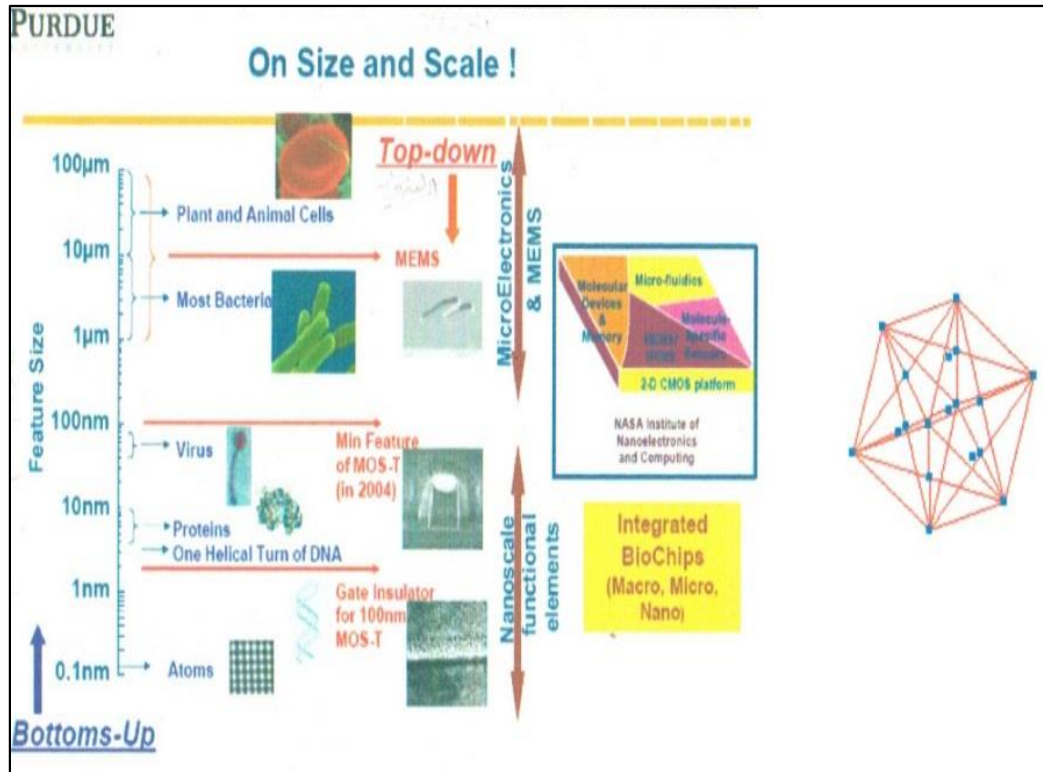 PURDUE
On Size and Scale !
Feature Size
100µm
10µm
1µm
100nm
10nm
1nm
0.1nm
Plant and Animal Cells
Most Bacteria
Virus
Proteins
One Helical Turn of DNA
Atoms
Bottoms-Up
Top-down
MEMS
Min Feature
of MOS-T
(in 2004)
Gate Insulator
for 100nm
MOS-T
MicroElectronics
& MEMS
Nanoscale
functional
elements
Molecular
Devices
&
Memory
Micro-fluidics
Molecule-
Specific
Sensors
2-D CMOS platform
NASA Institute of
Nanoelectronics
and Computing
Integrated
BioChips
(Macro, Micro,
Nano)